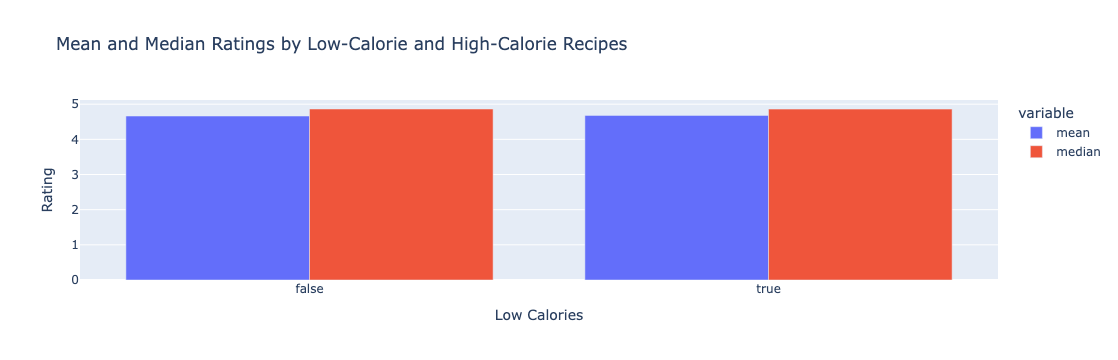 Mean and Median Ratings by Low-Calorie and High-Calorie Recipes
variable
mean
median
Rating
5
4
3
2
1
0
false
true
Low Calories